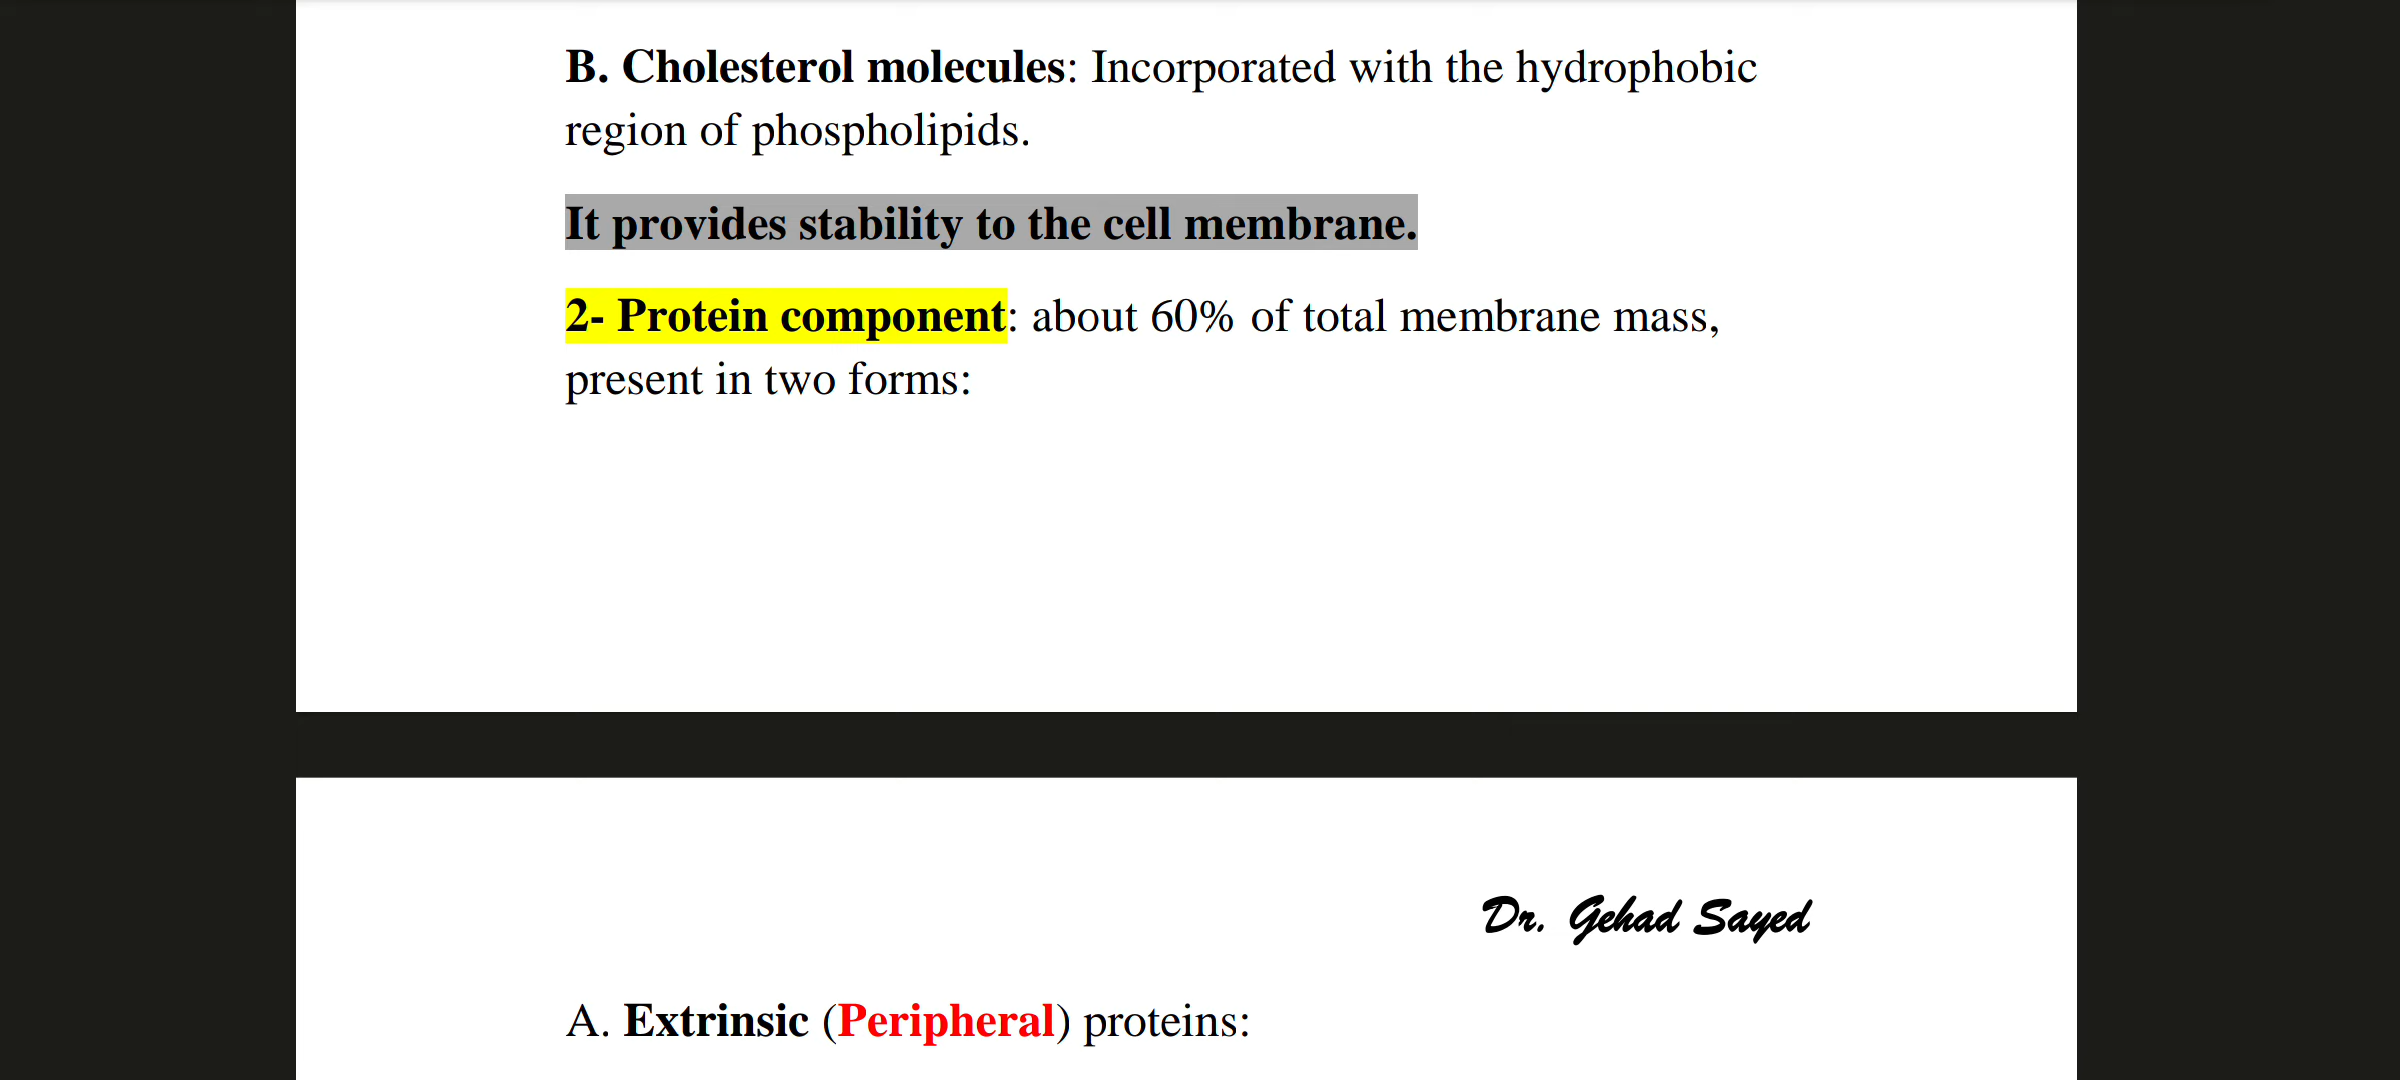 B. Cholesterol molecules: Incorporated with the hydrophobic
region of phospholipids.
It provides stability to the cell membrane.
2- Protein component: about 60% of total membrane mass,
present in two forms:
Dr. Gehad Sayed
A. Extrinsic (Peripheral) proteins: